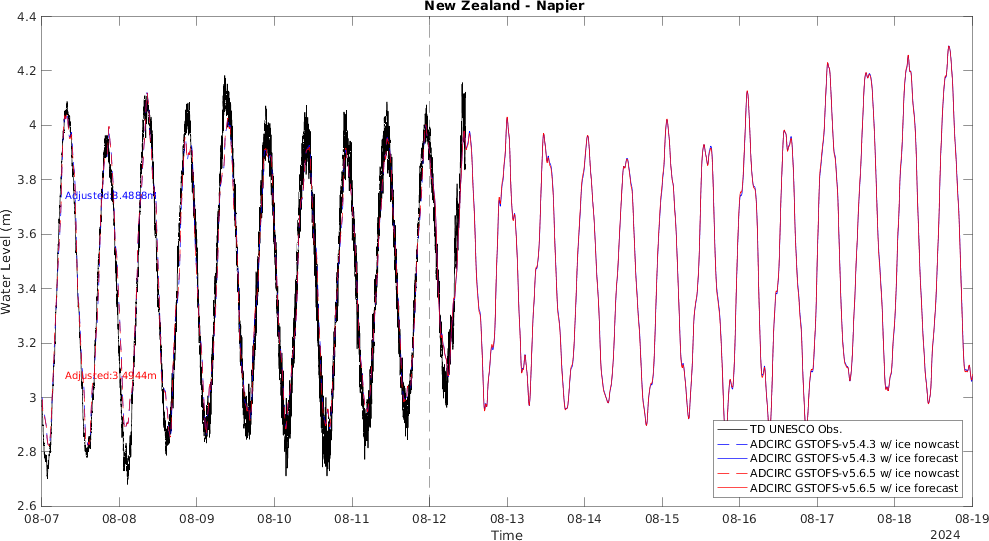 New Zealand - Napier
Water Level (m)
4.4
4.2
4
3.8
3.6
3.4
3.2
3
2.8
2.6
Adjusted:3.4888m
Adjusted:3.4944m
TD UNESCO Obs.
ADCIRC GSTOFS-v5.4.3 w/ ice nowcast
ADCIRC GSTOFS-v5.4.3 w/ ice forecast
ADCIRC GSTOFS-v5.6.5 w/ ice nowcast
ADCIRC GSTOFS-v5.6.5 w/ ice forecast
08-07 08-08 08-09 08-10 08-11 08-12 08-13 08-14 08-15 08-16 08-17 08-18 08-19
Time
2024